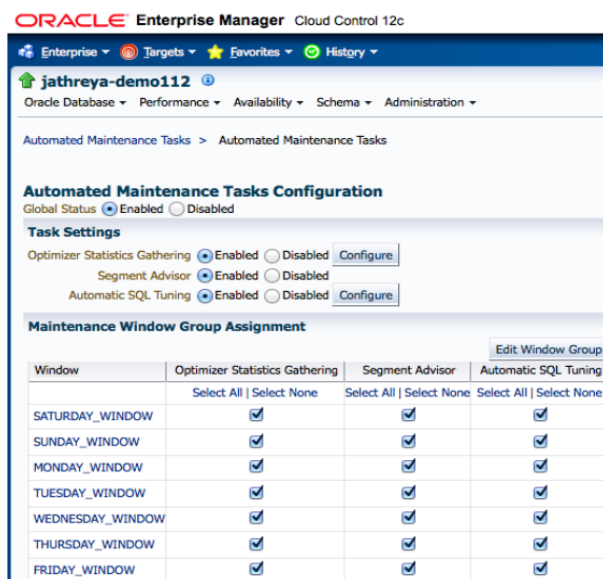 ORACLE Enterprise Manager Cloud Control 12c
Enterprise Targets Favorites History
jathreya-demo112
Oracle Database Performance Availability Schema Administration
Automated Maintenance Tasks > Automated Maintenance Tasks
Automated Maintenance Tasks Configuration
Global Status Enabled Disabled
Task Settings
Optimizer Statistics Gathering Enabled Disabled Configure
Segment Advisor Enabled Disabled
Automatic SQL Tuning Enabled Disabled Configure
Maintenance Window Group Assignment
Edit Window Group
Window Optimizer Statistics Gathering Segment Advisor Automatic SQL Tuning
Select All | Select None Select All | Select None Select All | Select None
SATURDAY_WINDOW
SUNDAY_WINDOW
MONDAY_WINDOW
TUESDAY_WINDOW
WEDNESDAY_WINDOW
THURSDAY_WINDOW
FRIDAY_WINDOW